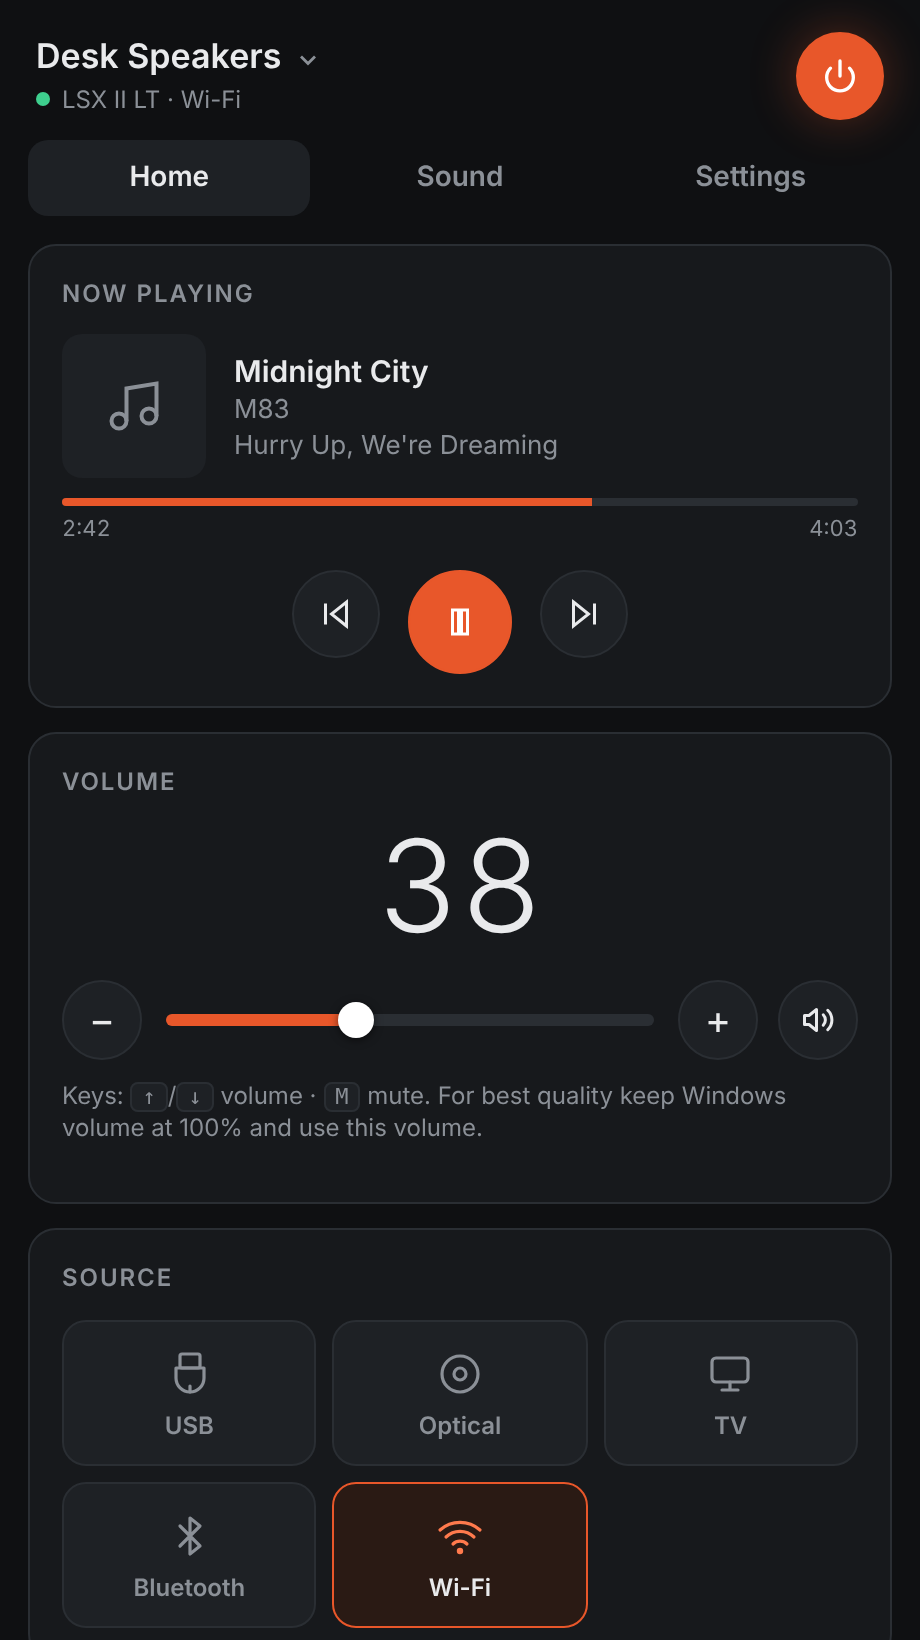 Desk Speakers
LSX II LT · Wi-Fi
Home Sound Settings
NOW PLAYING
Midnight City
M83
Hurry Up, We're Dreaming
2:42 4:03
VOLUME
38
Keys: ↑/↓ volume · M mute. For best quality keep Windows
volume at 100% and use this volume.
SOURCE
USB Optical TV
Bluetooth Wi-Fi